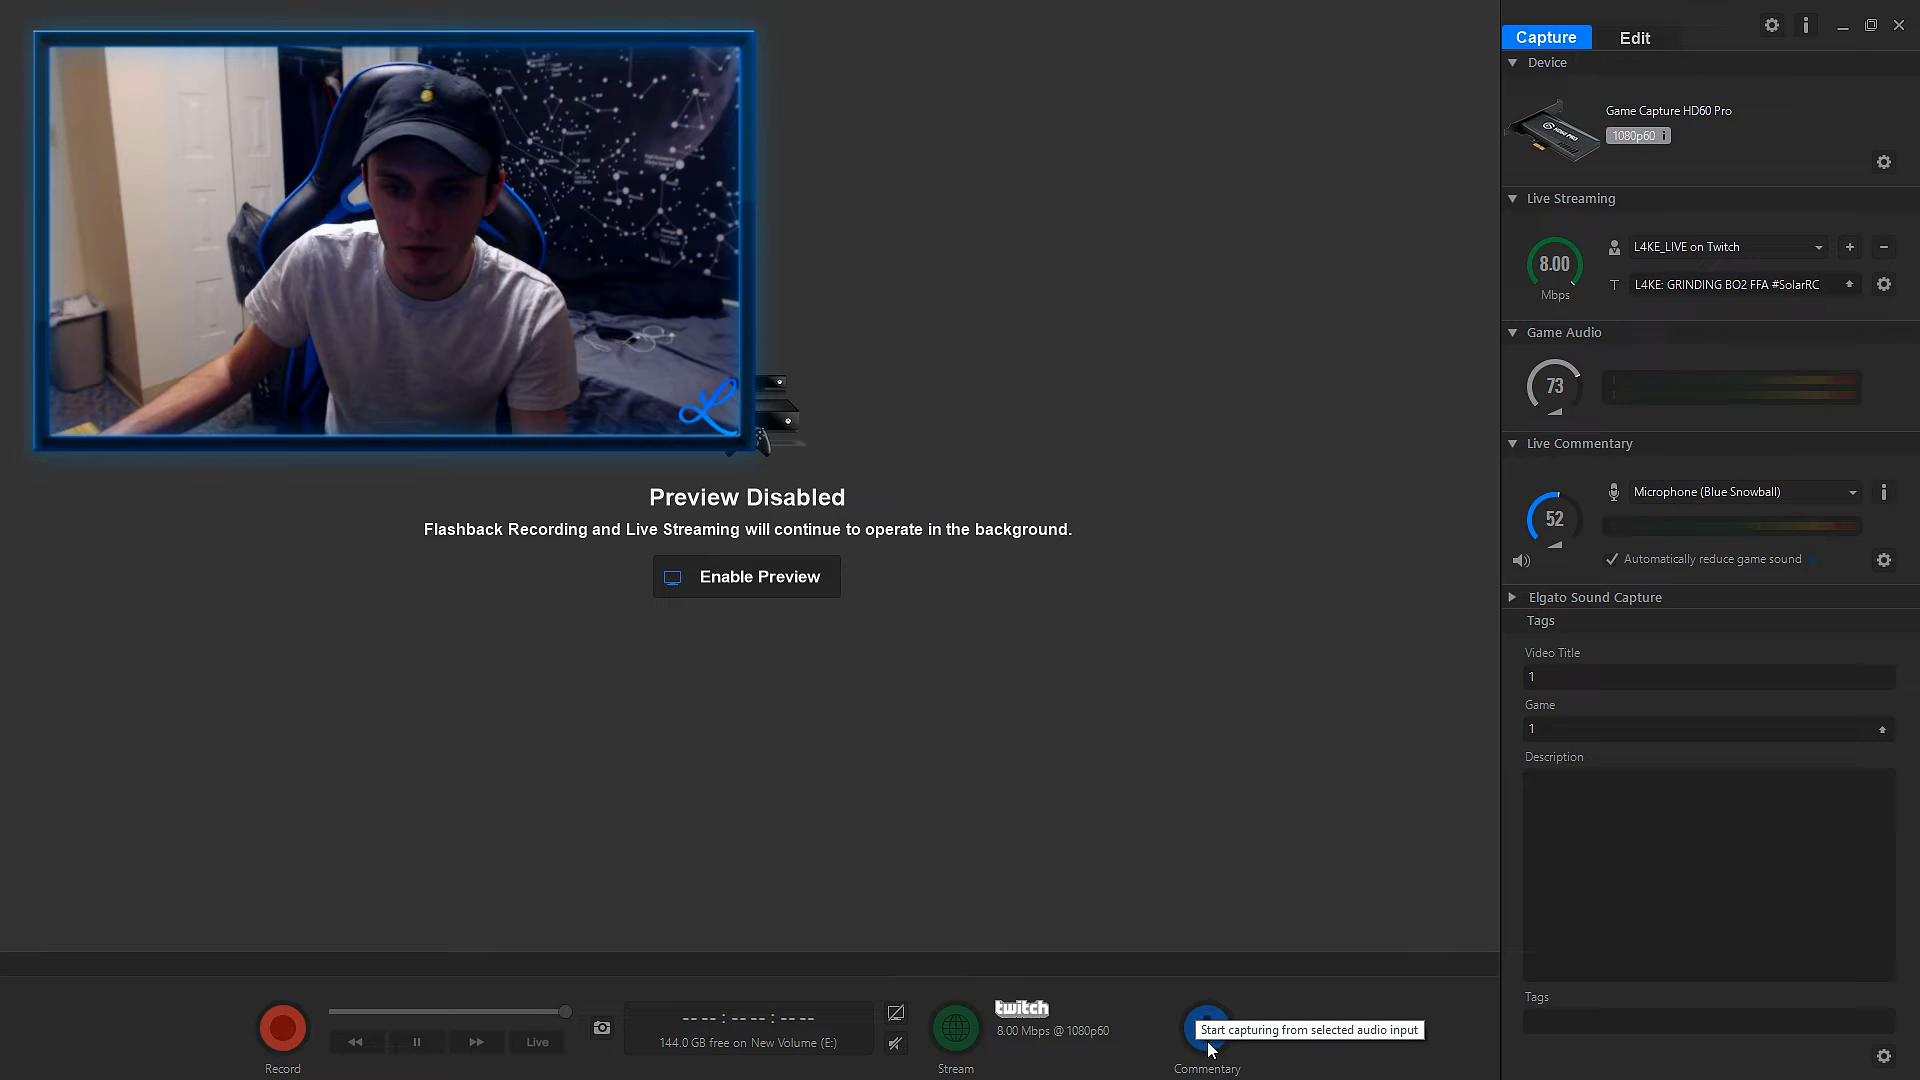 Capture
Edit
Device
Game Capture HD60 Pro
1080p60 i
Live Streaming
8.00
Mbps
L4KE_LIVE on Twitch
T L4KE: GRINDING BO2 FFA #SolarRC
Game Audio
73
Live Commentary
52
Microphone (Blue Snowball)
Automatically reduce game sound
Elgato Sound Capture
Tags
Video Title
1
Game
1
Description
Tags
Preview Disabled
Flashback Recording and Live Streaming will continue to operate in the background.
Enable Preview
Record
Live
-- -- : -- -- : -- --
144.0 GB free on New Volume (E:)
Stream
twitch
8.00 Mbps @ 1080p60
Start capturing from selected audio input
Commentary